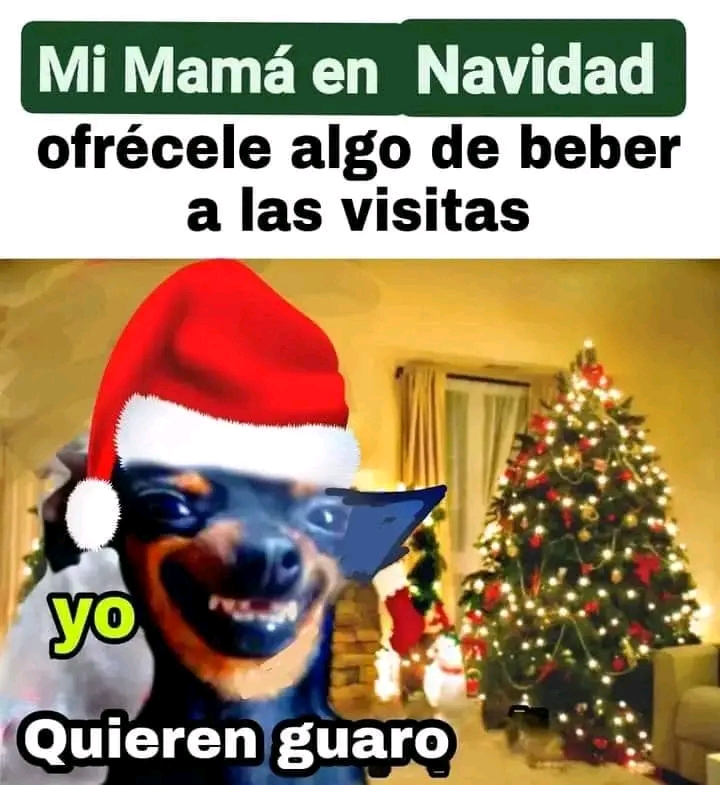 Mi Mamá en Navidad
ofrécele algo de beber
a las visitas
yo
Quieren guaro